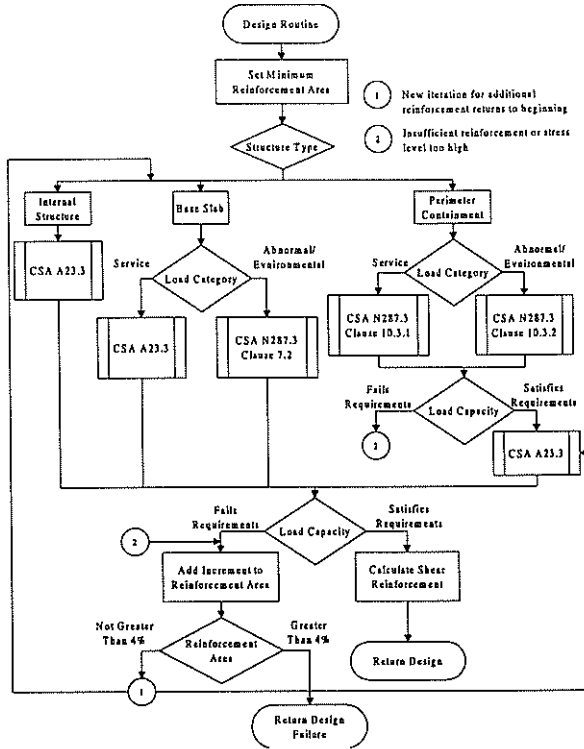 Design Routine
Set Minimum
Reinforcement Area
1
New iteration for additional
reinforcement returns to beginning
2
Insufficient reinforcement or stress
level too high
Structure Type
Internal
Structure
Base Slab
Perimeter
Containment
CSA A23.3
Service
Load Category
Abnormal/
Evironmental
Service
Load Category
Abnormal/
Evironmental
CSA A23.3
CSA N287.3
Clause 7.2
CSA N287.3
Clause 10.3.1
CSA N287.3
Clause 10.3.2
Fails
Requirements
Load Capacity
Satisfies
Requirements
2
CSA A23.3
Fails
Requirements
Load Capacity
Satisfies
Requirements
2
Add Increment to
Reinforcement Area
Calculate Shear
Reinforcement
Not Greater
Than 4%
Reinforcement
Area
Greater
Than 4%
Return Design
1
Return Design
Failure